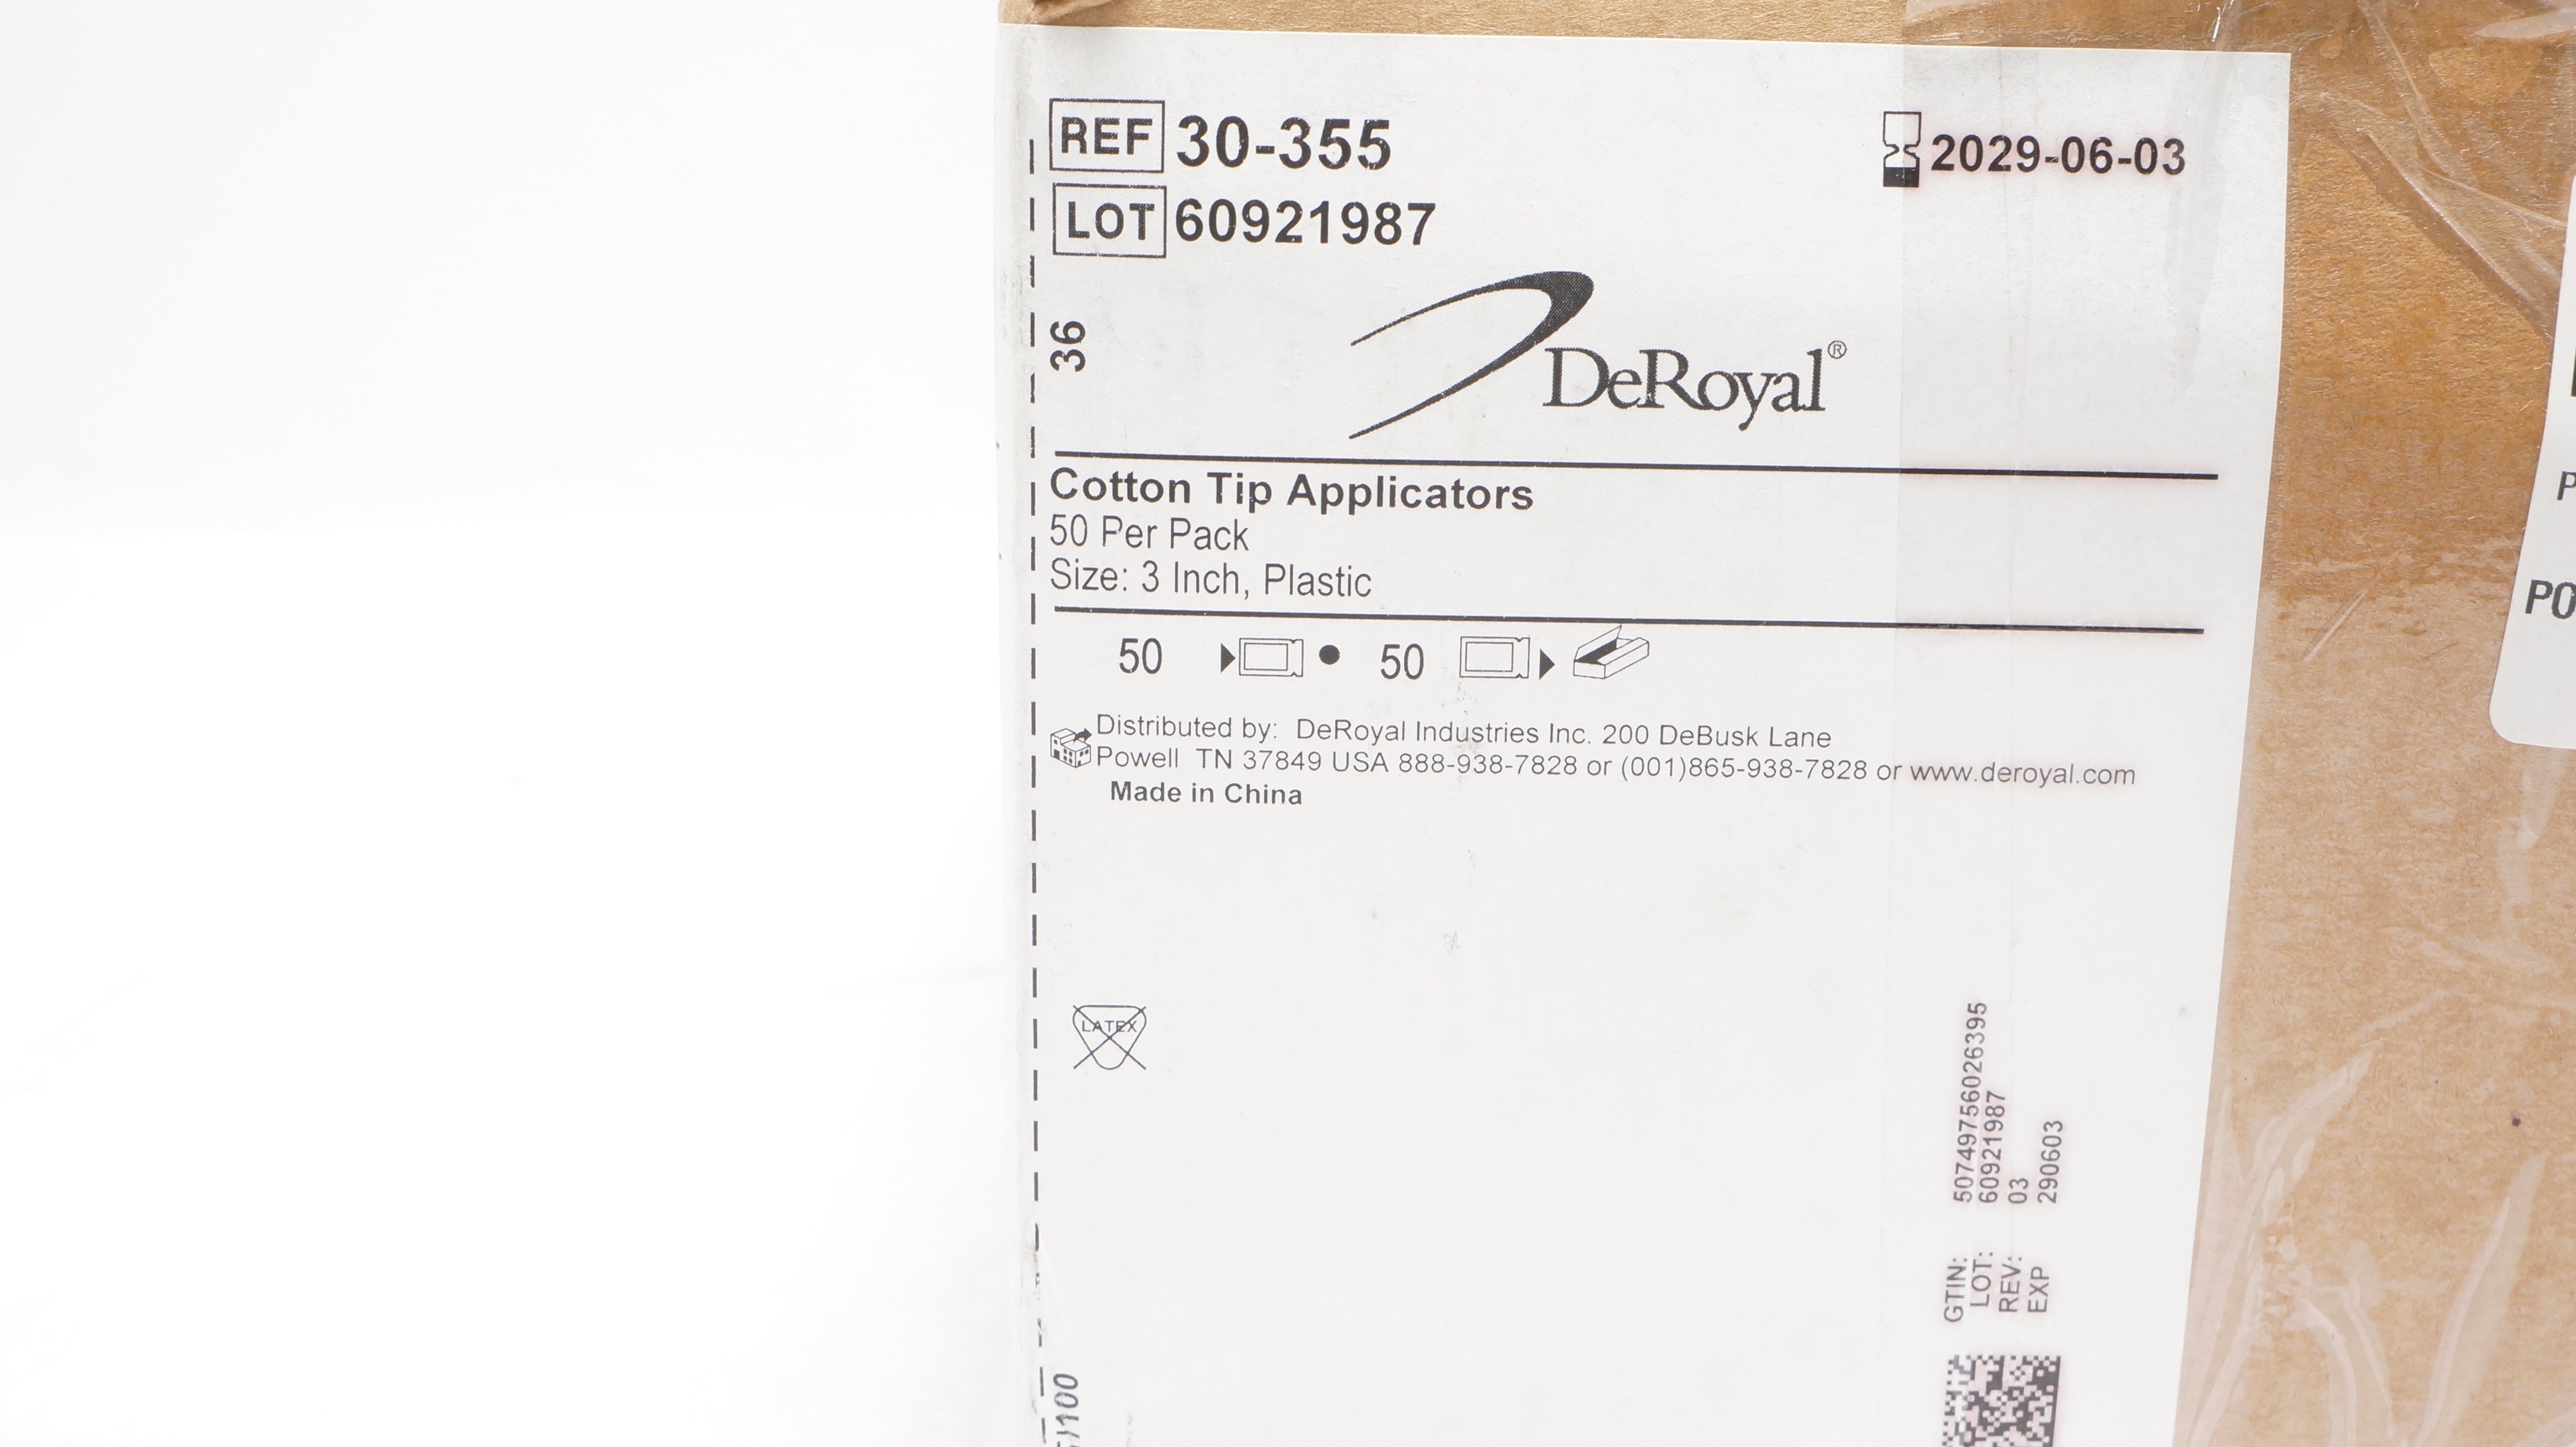 REF 30-355
2029-06-03
LOT 60921987
36
DeRoyal®
Cotton Tip Applicators
50 Per Pack
Size: 3 Inch, Plastic
50 50
Distributed by: DeRoyal Industries Inc. 200 DeBusk Lane
Powell TN 37849 USA 888-938-7828 or (001)865-938-7828 or www.deroyal.com
Made in China
LATEX
GTIN: 50749756026395
LOT: 60921987
REV: 03
EXP 290603